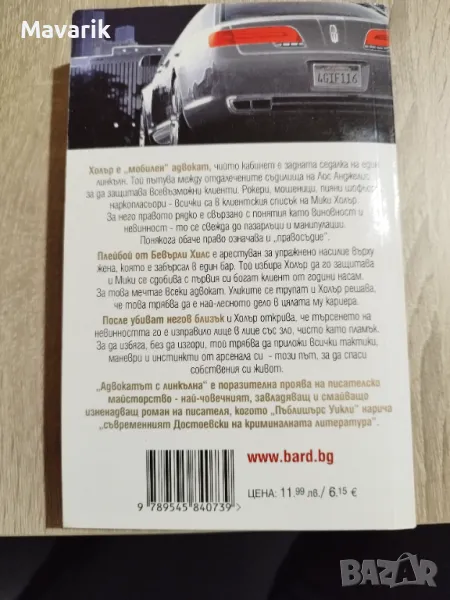 Mavarik
4GIF116
Холър е „мобилен" адвокат, чийто кабинет е задната седалка на един
линкълн. Той пътува между отдалечените съдилища на Лос Анджелис,
за да защитава всевъзможни клиенти. Рокери, мошеници, пияни шофьори,
наркопласьори – всички са в клиентския списък на Мики Холър.
За него правото рядко е свързано с понятия като виновност и
невинност – то се свежда до пазарлъци и манипулации.
Понякога обаче право означава и „правосъдие".
Плейбой от Бевърли Хилс е арестуван за упражнено насилие върху
жена, която е забърсал в един бар. Той избира Холър да го защитава
и Мики се сдобива с първия си богат клиент от години насам.
За това мечтае всеки адвокат. Уликите се трупат и Холър решава,
че това трябва да е най-лесното дело в цялата му кариера.
После убиват негов близък и Холър открива, че търсенето на
невинността го е изправило лице в лице със зло, чисто като пламък.
За да избяга, без да изгори, той трябва да приложи всички тактики,
маневри и инстинкти от арсенала си - този път, за да спаси
собствения си живот.
„Адвокатът с линкълна" е поразителна проява на писателско
майсторство - най-човечният, завладяващ и смайващо
изненадващ роман на писателя, когото „Пъблишърс Уикли" нарича
„съвременният Достоевски на криминалната литература".
www.bard.bg
ЦЕНА: 11.99 лв./ 6.15 €
9 789545 840739
BAZAR